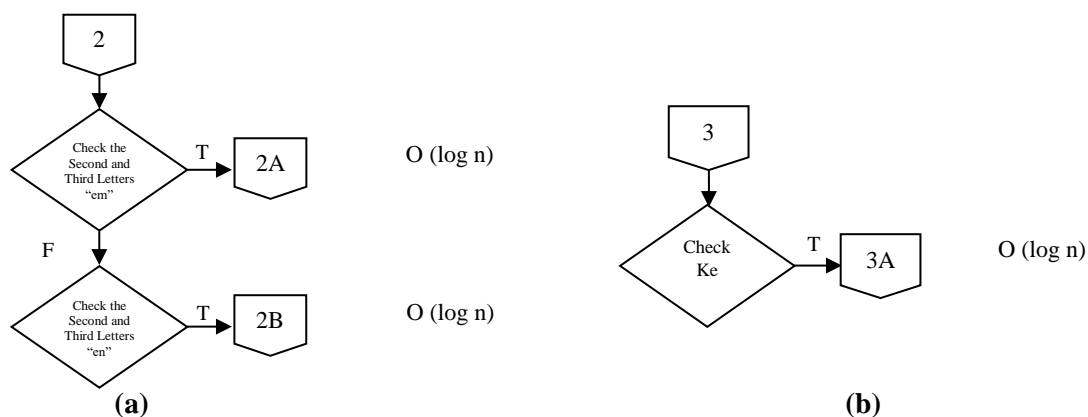 2
Check the
Second and
Third Letters
“em”
T
2A
O (log n)
F
Check the
Second and
Third Letters
“en”
T
2B
O (log n)
(a)
3
Check
Ke
T
3A
O (log n)
(b)